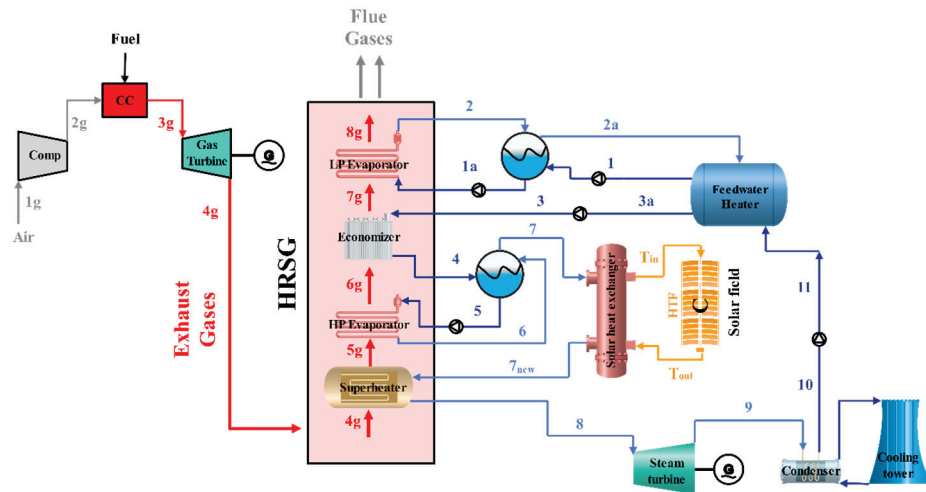 Flue
Gases
Fuel
CC
2g
3g
Comp
Gas
Turbine
G
1g
4g
Air
Exhaust
Gases
HRSG
8g
LP Evaporator
7g
Economizer
6g
HP Evaporator
5g
Superheater
4g
2
2a
1
1a
3
3a
Feedwater
Heater
4
7
5
6
7new
Solar heat exchanger
Tin
HTF
C
Solar field
Tout
11
10
8
9
Steam
turbine
G
Condenser
Cooling
tower